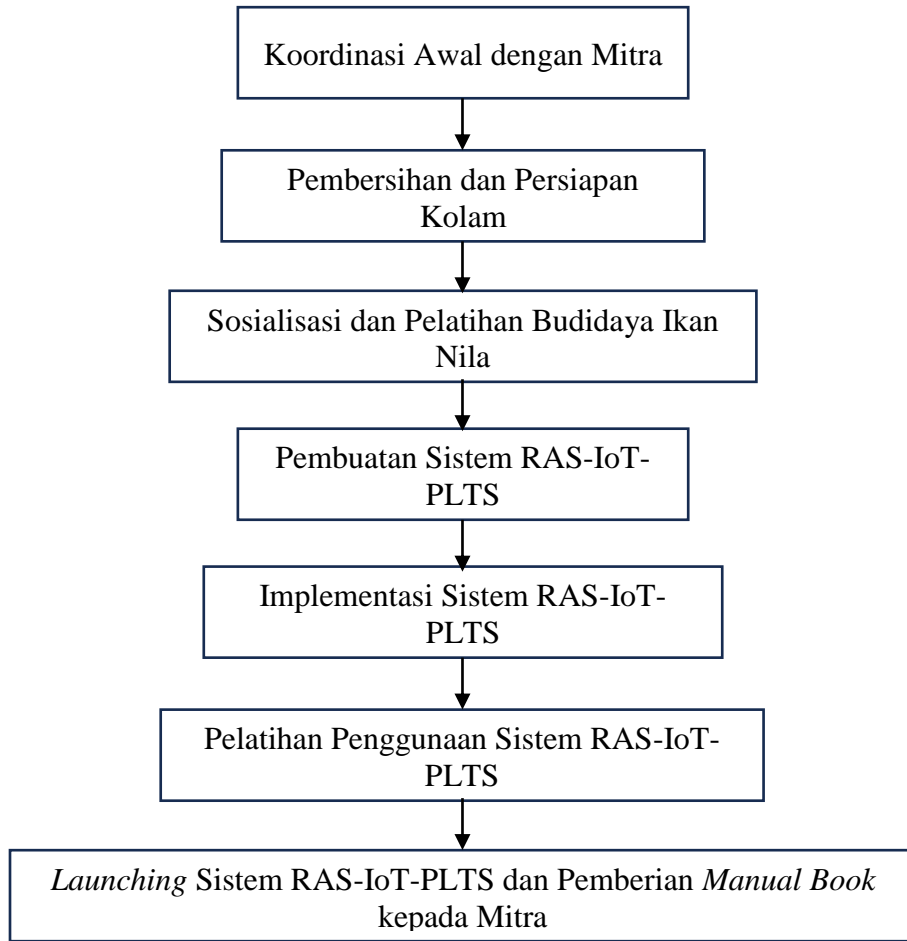 Koordinasi Awal dengan Mitra
Pembersihan dan Persiapan
Kolam
Sosialisasi dan Pelatihan Budidaya Ikan
Nila
Pembuatan Sistem RAS-IoT-
PLTS
Implementasi Sistem RAS-IoT-
PLTS
Pelatihan Penggunaan Sistem RAS-IoT-
PLTS
Launching Sistem RAS-IoT-PLTS dan Pemberian Manual Book
kepada Mitra